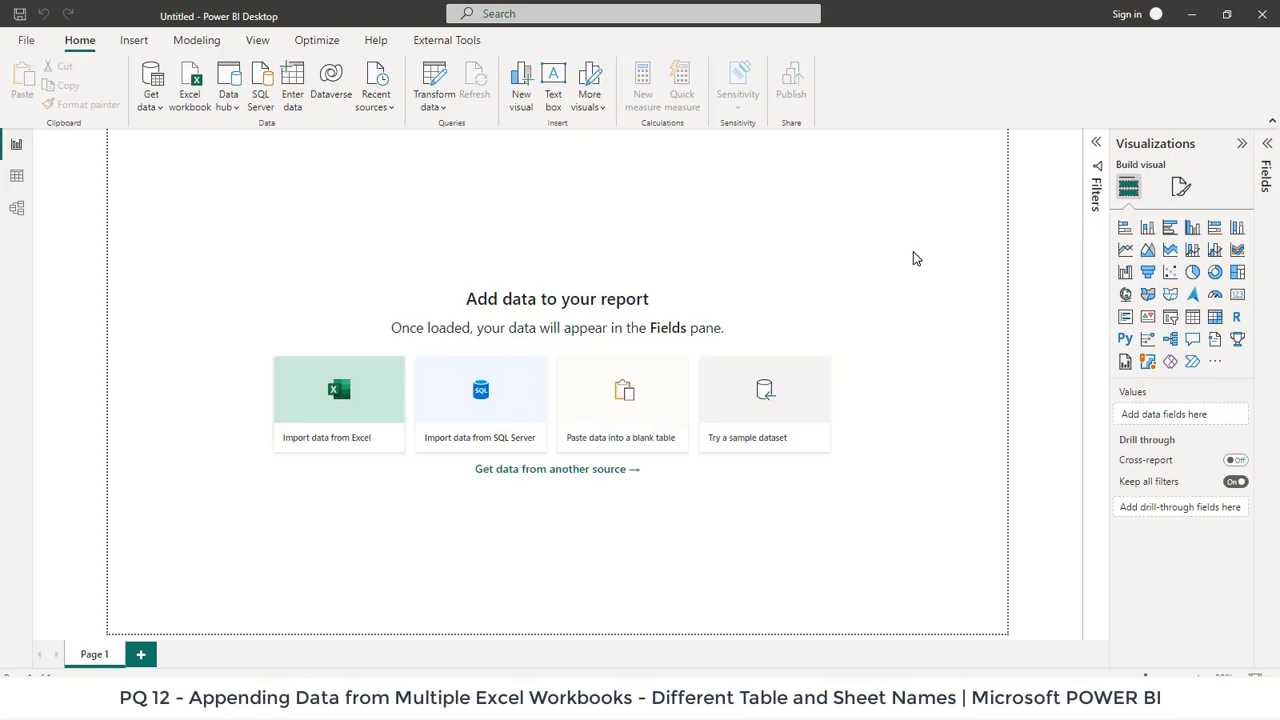 Untitled - Power BI Desktop
Search
Sign in
File Home Insert Modeling View Optimize Help External Tools
Paste
Cut
Copy
Format painter
Get data
Excel workbook
Data hub
SQL Server
Enter data
Dataverse
Recent sources
Transform data
Refresh
New visual
Text box
More visuals
New measure
Quick measure
Sensitivity
Publish
Clipboard Data Queries Insert Calculations Sensitivity Share
Filters
Visualizations
Build visual
Fields
Add data to your report
Once loaded, your data will appear in the Fields pane.
SQL
Import data from Excel
Import data from SQL Server
Paste data into a blank table
Try a sample dataset
Get data from another source →
123
R
Py
Values
Add data fields here
Drill through
Cross-report
Off
Keep all filters
On
Add drill-through fields here
Page 1
PQ 12 - Appending Data from Multiple Excel Workbooks - Different Table and Sheet Names | Microsoft POWER BI